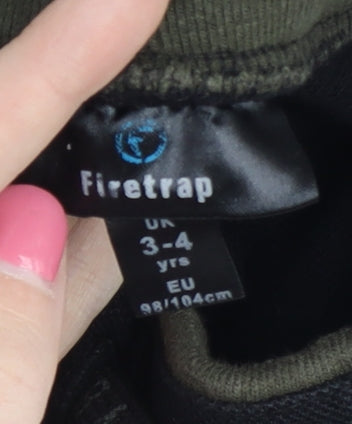 Firetrap
UK
3-4
yrs
EU
98/104cm